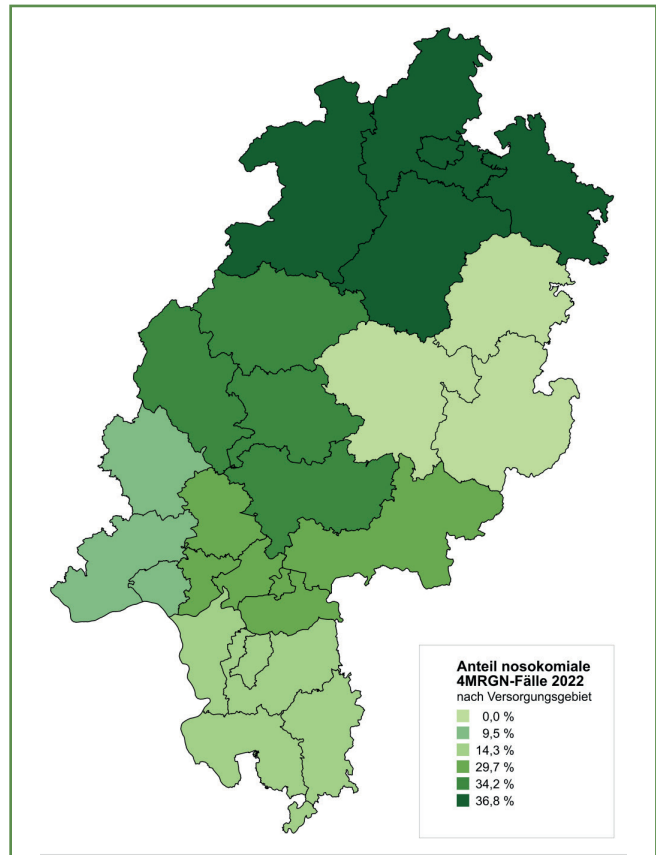 Anteil nosokomiale
4MRGN-Fälle 2022
nach Versorgungsgebiet
0,0 %
9,5 %
14,3 %
29,7 %
34,2 %
36,8 %